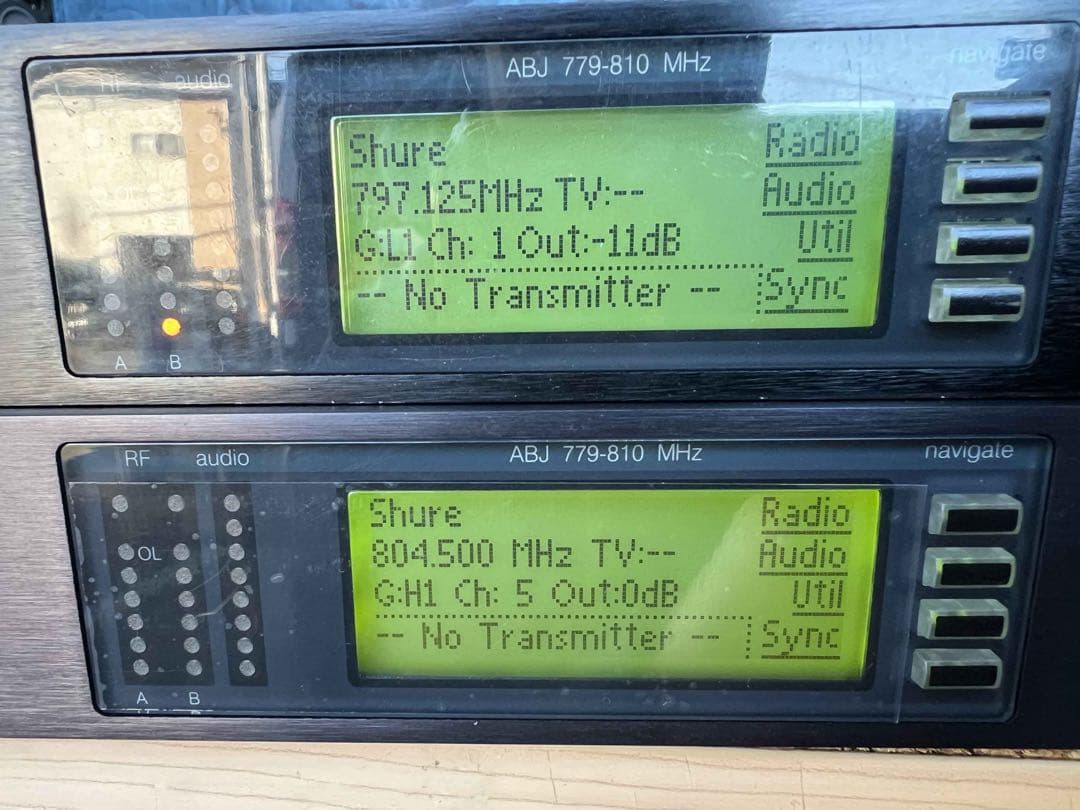 RF audio ABJ 779-810 MHz navigate
Shure Radio
797.125MHz TV:-- Audio
G:L1 Ch: 1 Out:-11dB Util
-- No Transmitter -- Sync
A B
RF audio ABJ 779-810 MHz navigate
Shure Radio
804.500 MHz TV:-- Audio
OL
G:H1 Ch: 5 Out:0dB Util
-- No Transmitter -- Sync
A B